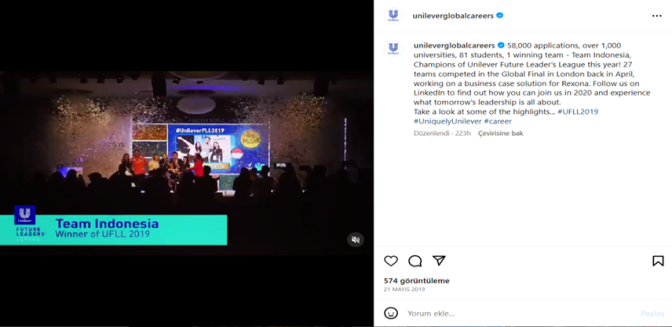 unileverglobalcareers
unileverglobalcareers 58,000 applications, over 1,000
universities, 81 students, 1 winning team - Team Indonesia,
Champions of Unilever Future Leader's League this year! 27
teams competed in the Global Final in London back in April,
working on a business case solution for Rexona. Follow us on
LinkedIn to find out how you can join us in 2020 and experience
what tomorrow's leadership is all about.
Take a look at some of the highlights... #UFLL2019
#UniquelyUnilever #career
Düzenlendi · 223h Çevirisine bak
#UnileverFLL2019
Team Indonesia
Winner of UFLL 2019
FUTURE
LEADERS'
574 görüntüleme
21 MAYIS 2019
Yorum ekle...
Paylaş